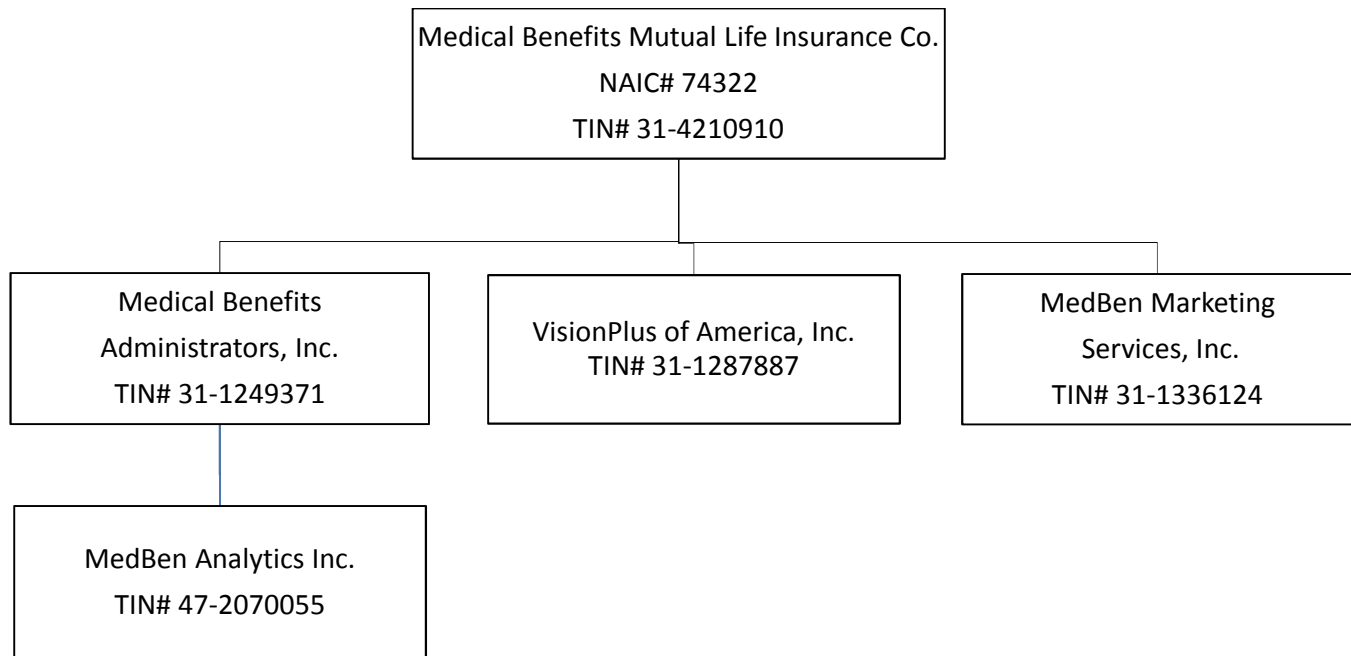 Medical Benefits Mutual Life Insurance Co.
NAIC# 74322
TIN# 31-4210910
Medical Benefits
Administrators, Inc.
TIN# 31-1249371
VisionPlus of America, Inc.
TIN# 31-1287887
MedBen Marketing
Services, Inc.
TIN# 31-1336124
MedBen Analytics Inc.
TIN# 47-2070055